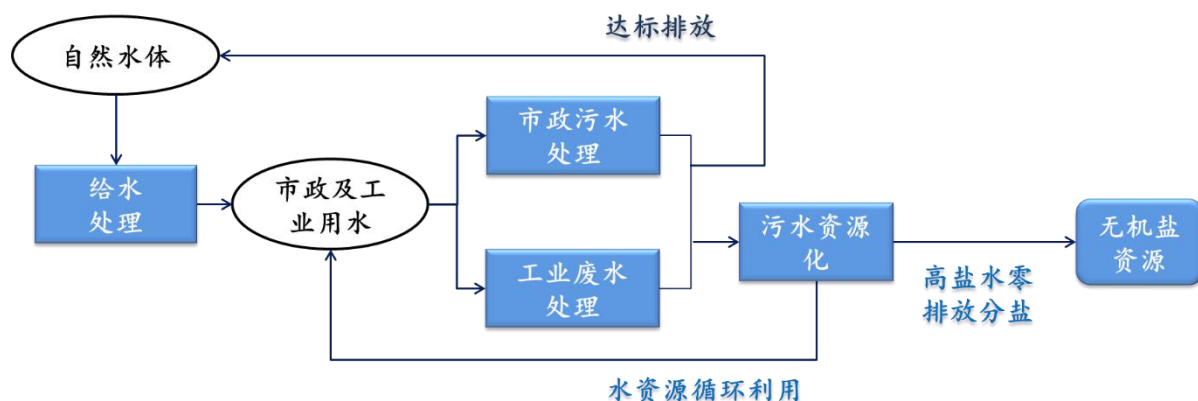 达标排放
自然水体
市政污水
处理
给水
处理
市政及工
业用水
污水资源
化
无机盐
资源
工业废水
处理
高盐水零
排放分盐
水资源循环利用